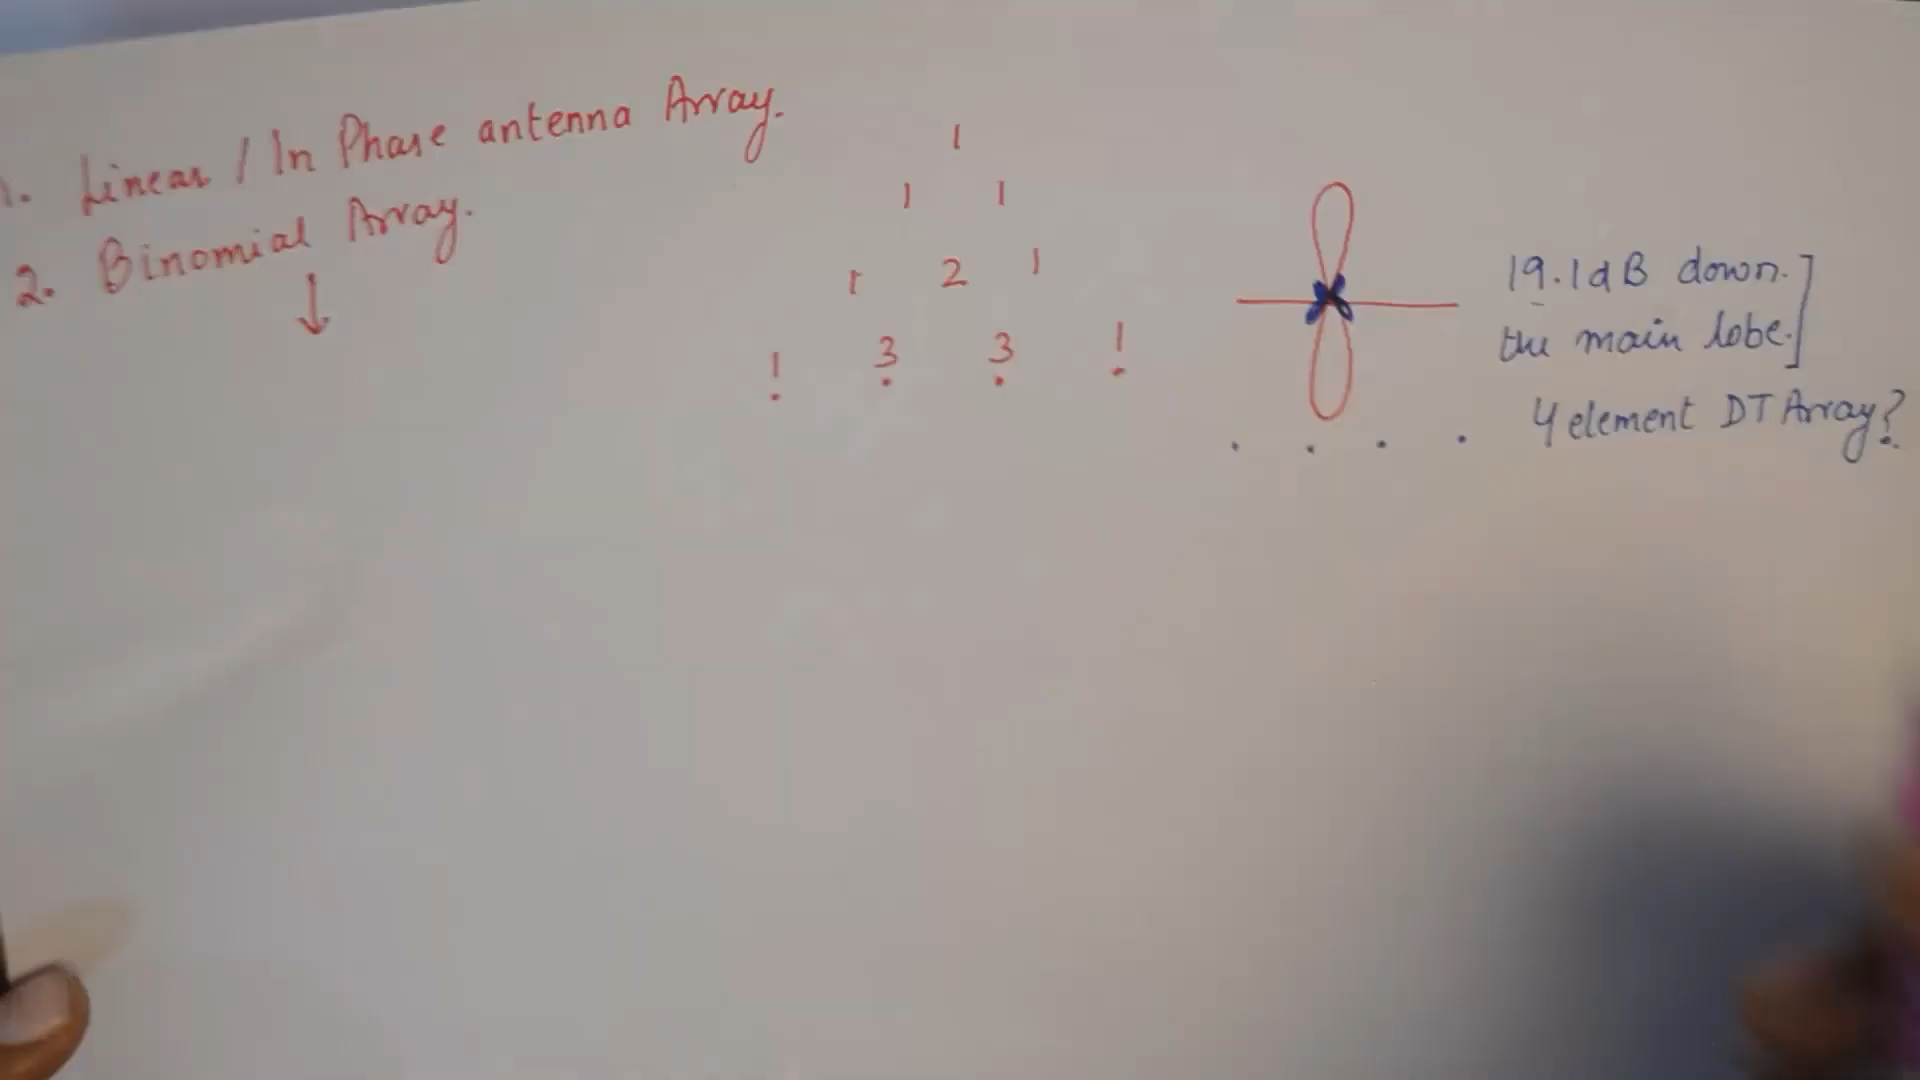 1. Linear / In Phase antenna Array.
2. Binomial Array.
1
1 1
1 2 1
1 3 3 1
19.1dB down.
the main lobe.
4 element DT Array?